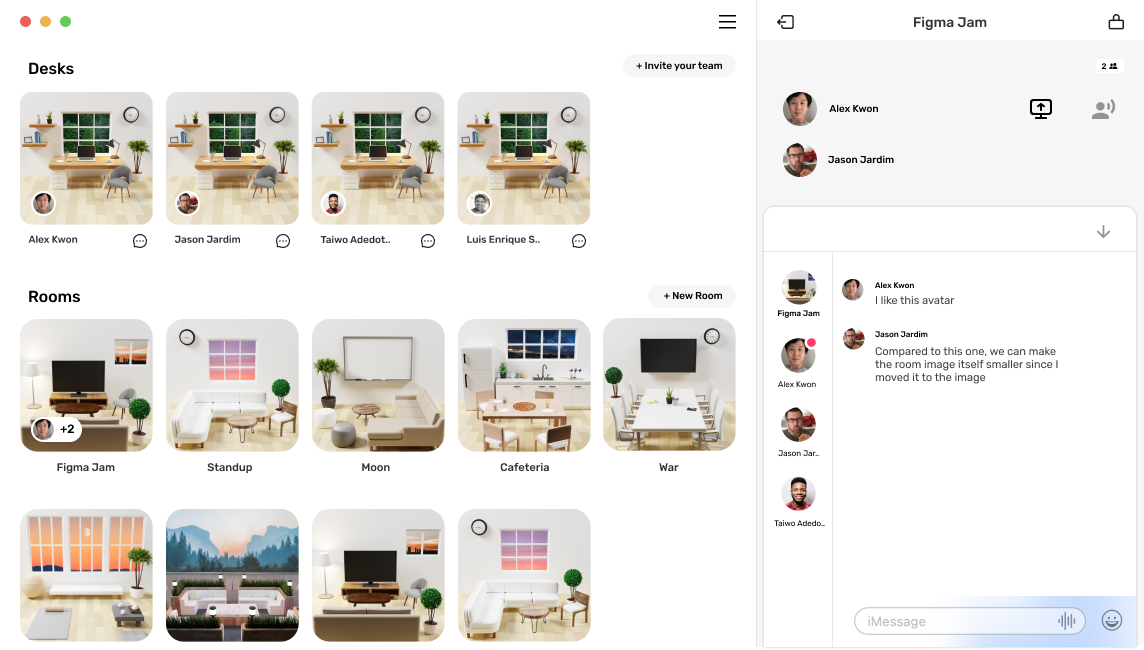 Desks
+ Invite your team
Alex Kwon
Jason Jardim
Taiwo Adedot..
Luis Enrique S..
Rooms
+ New Room
+2
Figma Jam
Standup
Moon
Cafeteria
War
Figma Jam
2
Alex Kwon
Jason Jardim
Figma Jam
Alex Kwon
Jason Jar..
Taiwo Adedo..
Alex Kwon
I like this avatar
Jason Jardim
Compared to this one, we can make
the room image itself smaller since I
moved it to the image
iMessage